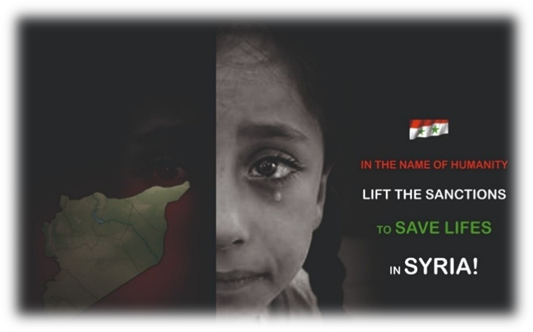 IN THE NAME OF HUMANITY
LIFT THE SANCTIONS
TO SAVE LIFES
IN SYRIA!